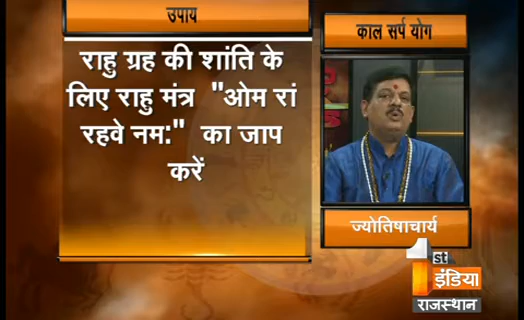 उपाय
राहु ग्रह की शांति के
लिए राहु मंत्र "ओम रां
रहवे नम:" का जाप
करें
काल सर्प योग
ज्योतिषाचार्य
1st
इंडिया
राजस्थान